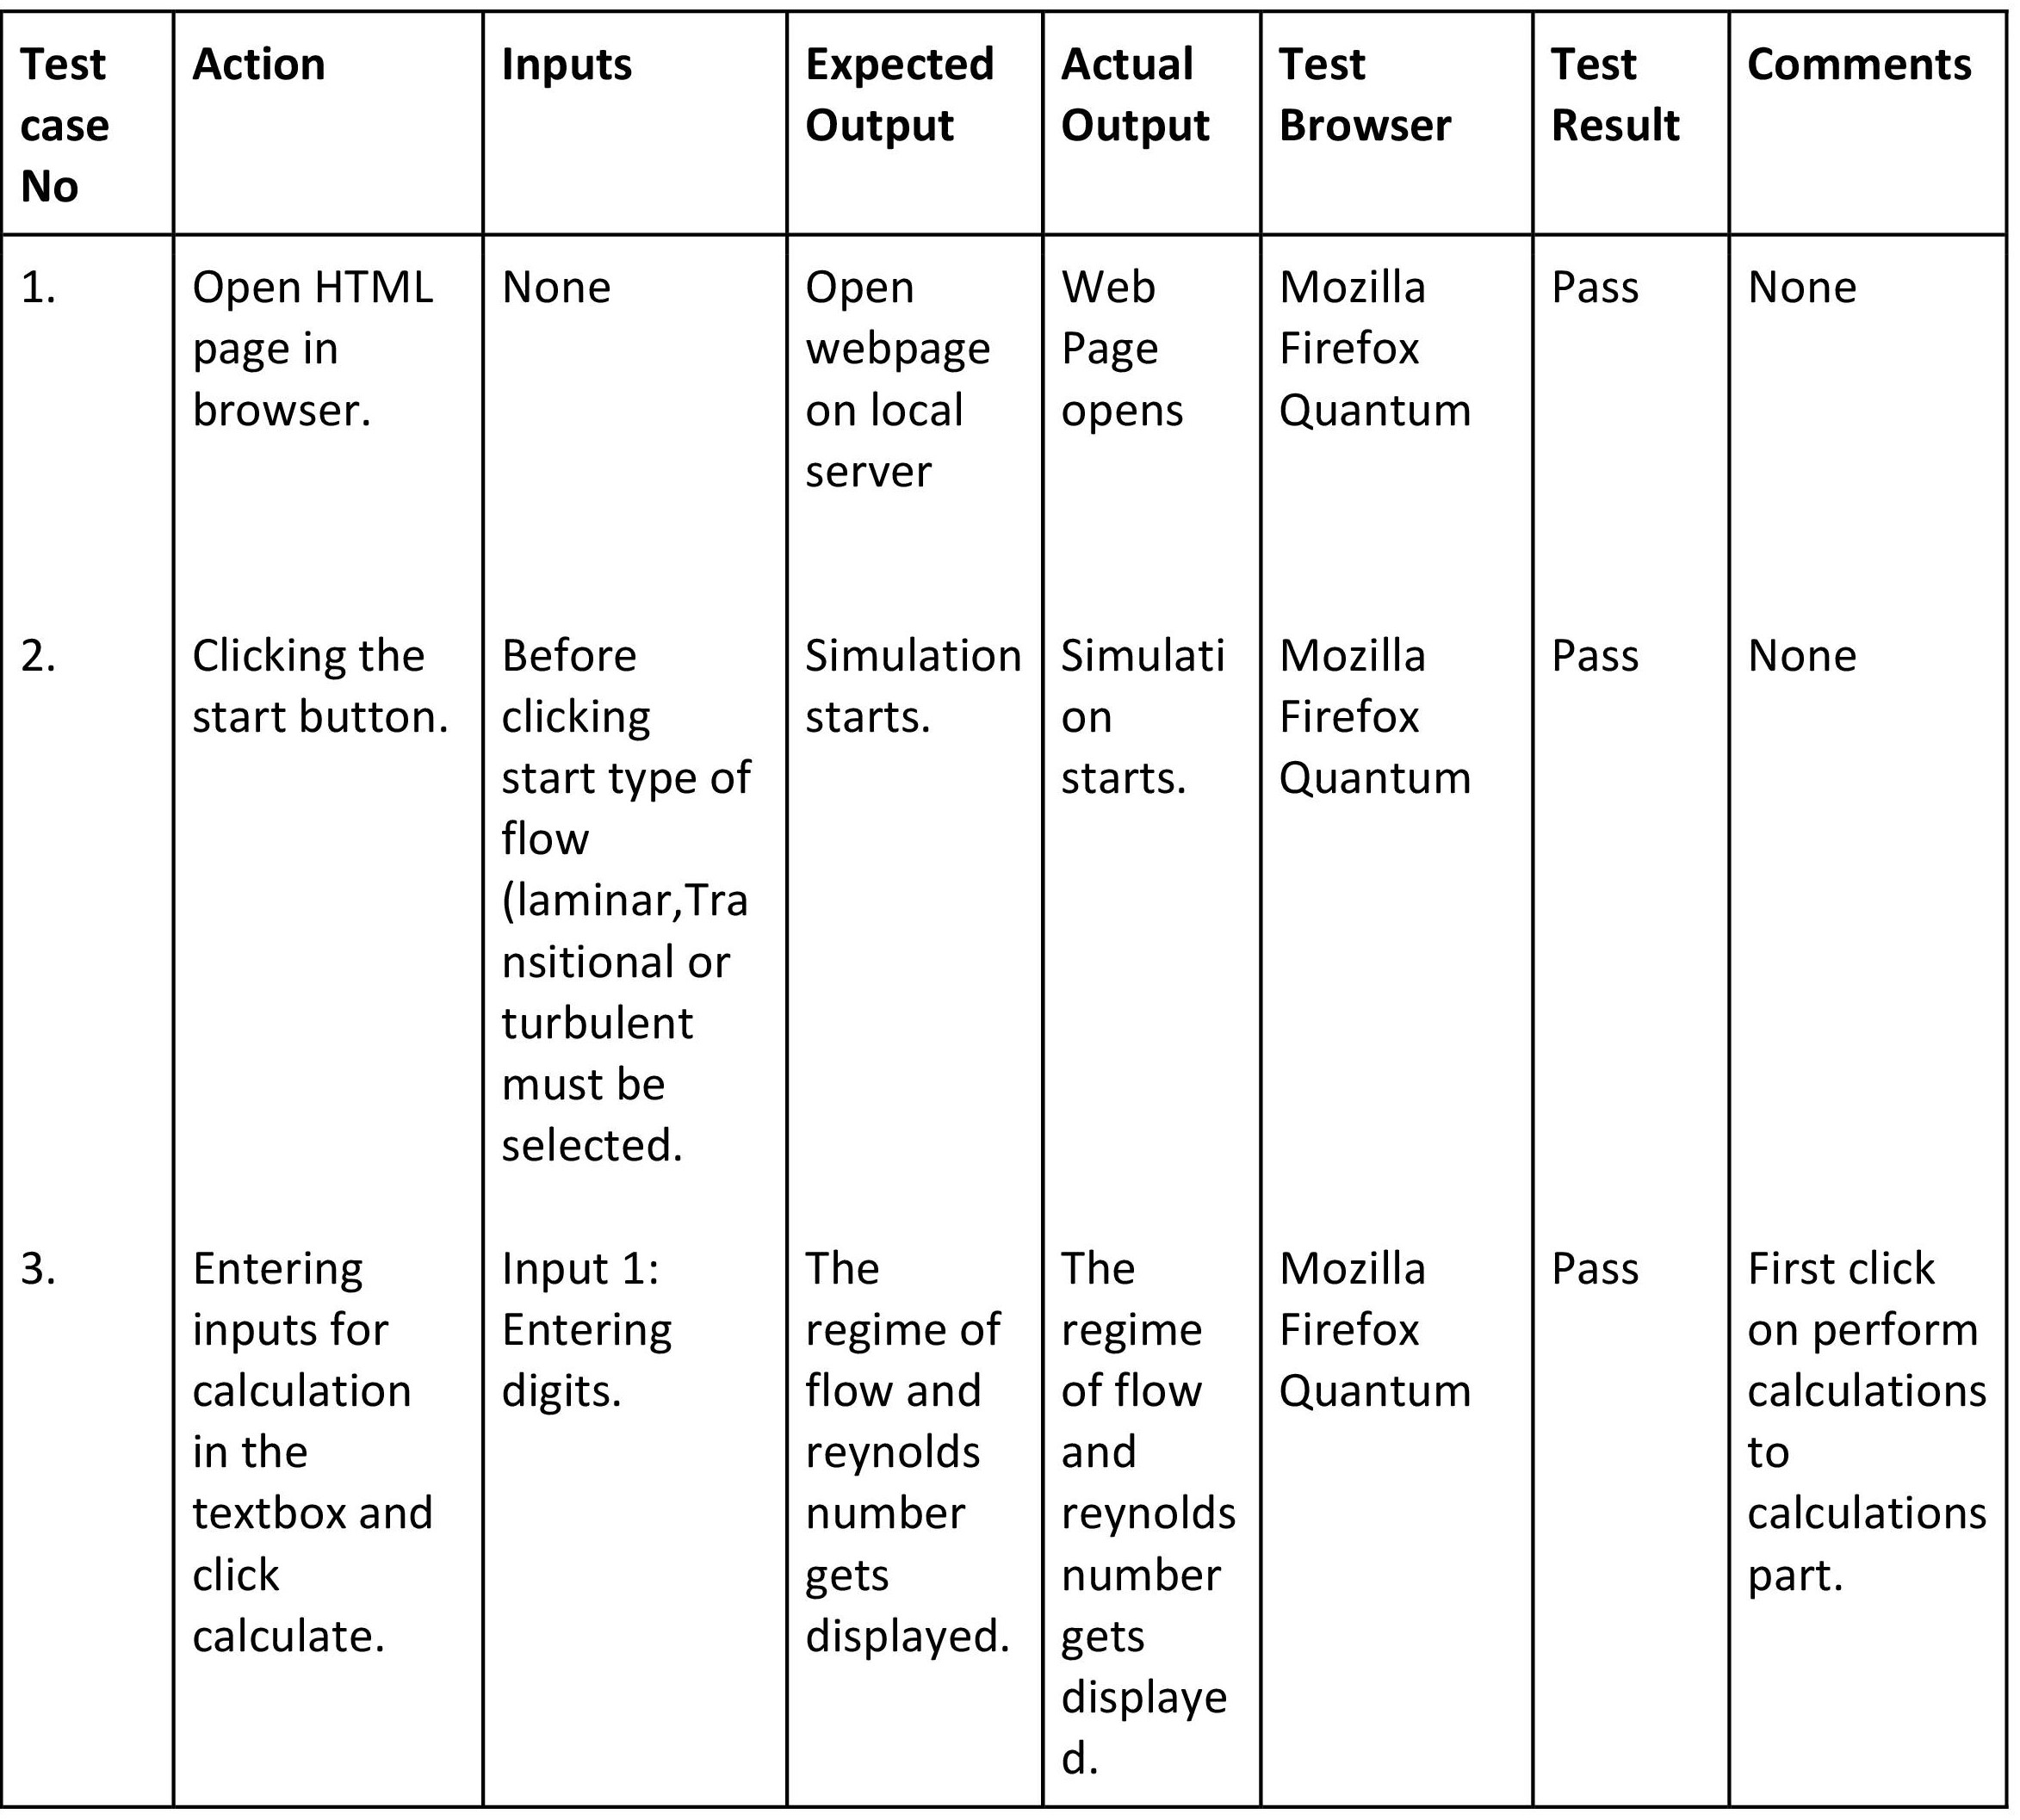 Test case No | Action | Inputs | Expected Output | Actual Output | Test Browser | Test Result | Comments
1.
Open HTML
page in
browser.
None
Open
webpage
on local
server
Web
Page
opens
Mozilla
Firefox
Quantum
Pass
None
2.
Clicking the
start button.
Before
clicking
start type of
flow
(laminar,Tra
nsitional or
turbulent
must be
selected.
Simulation
starts.
Simulati
on
starts.
Mozilla
Firefox
Quantum
Pass
None
3.
Entering
inputs for
calculation
in the
textbox and
click
calculate.
Input 1:
Entering
digits.
The
regime of
flow and
reynolds
number
gets
displayed.
The
regime
of flow
and
reynolds
number
gets
displaye
d.
Mozilla
Firefox
Quantum
Pass
First click
on perform
calculations
to
calculations
part.